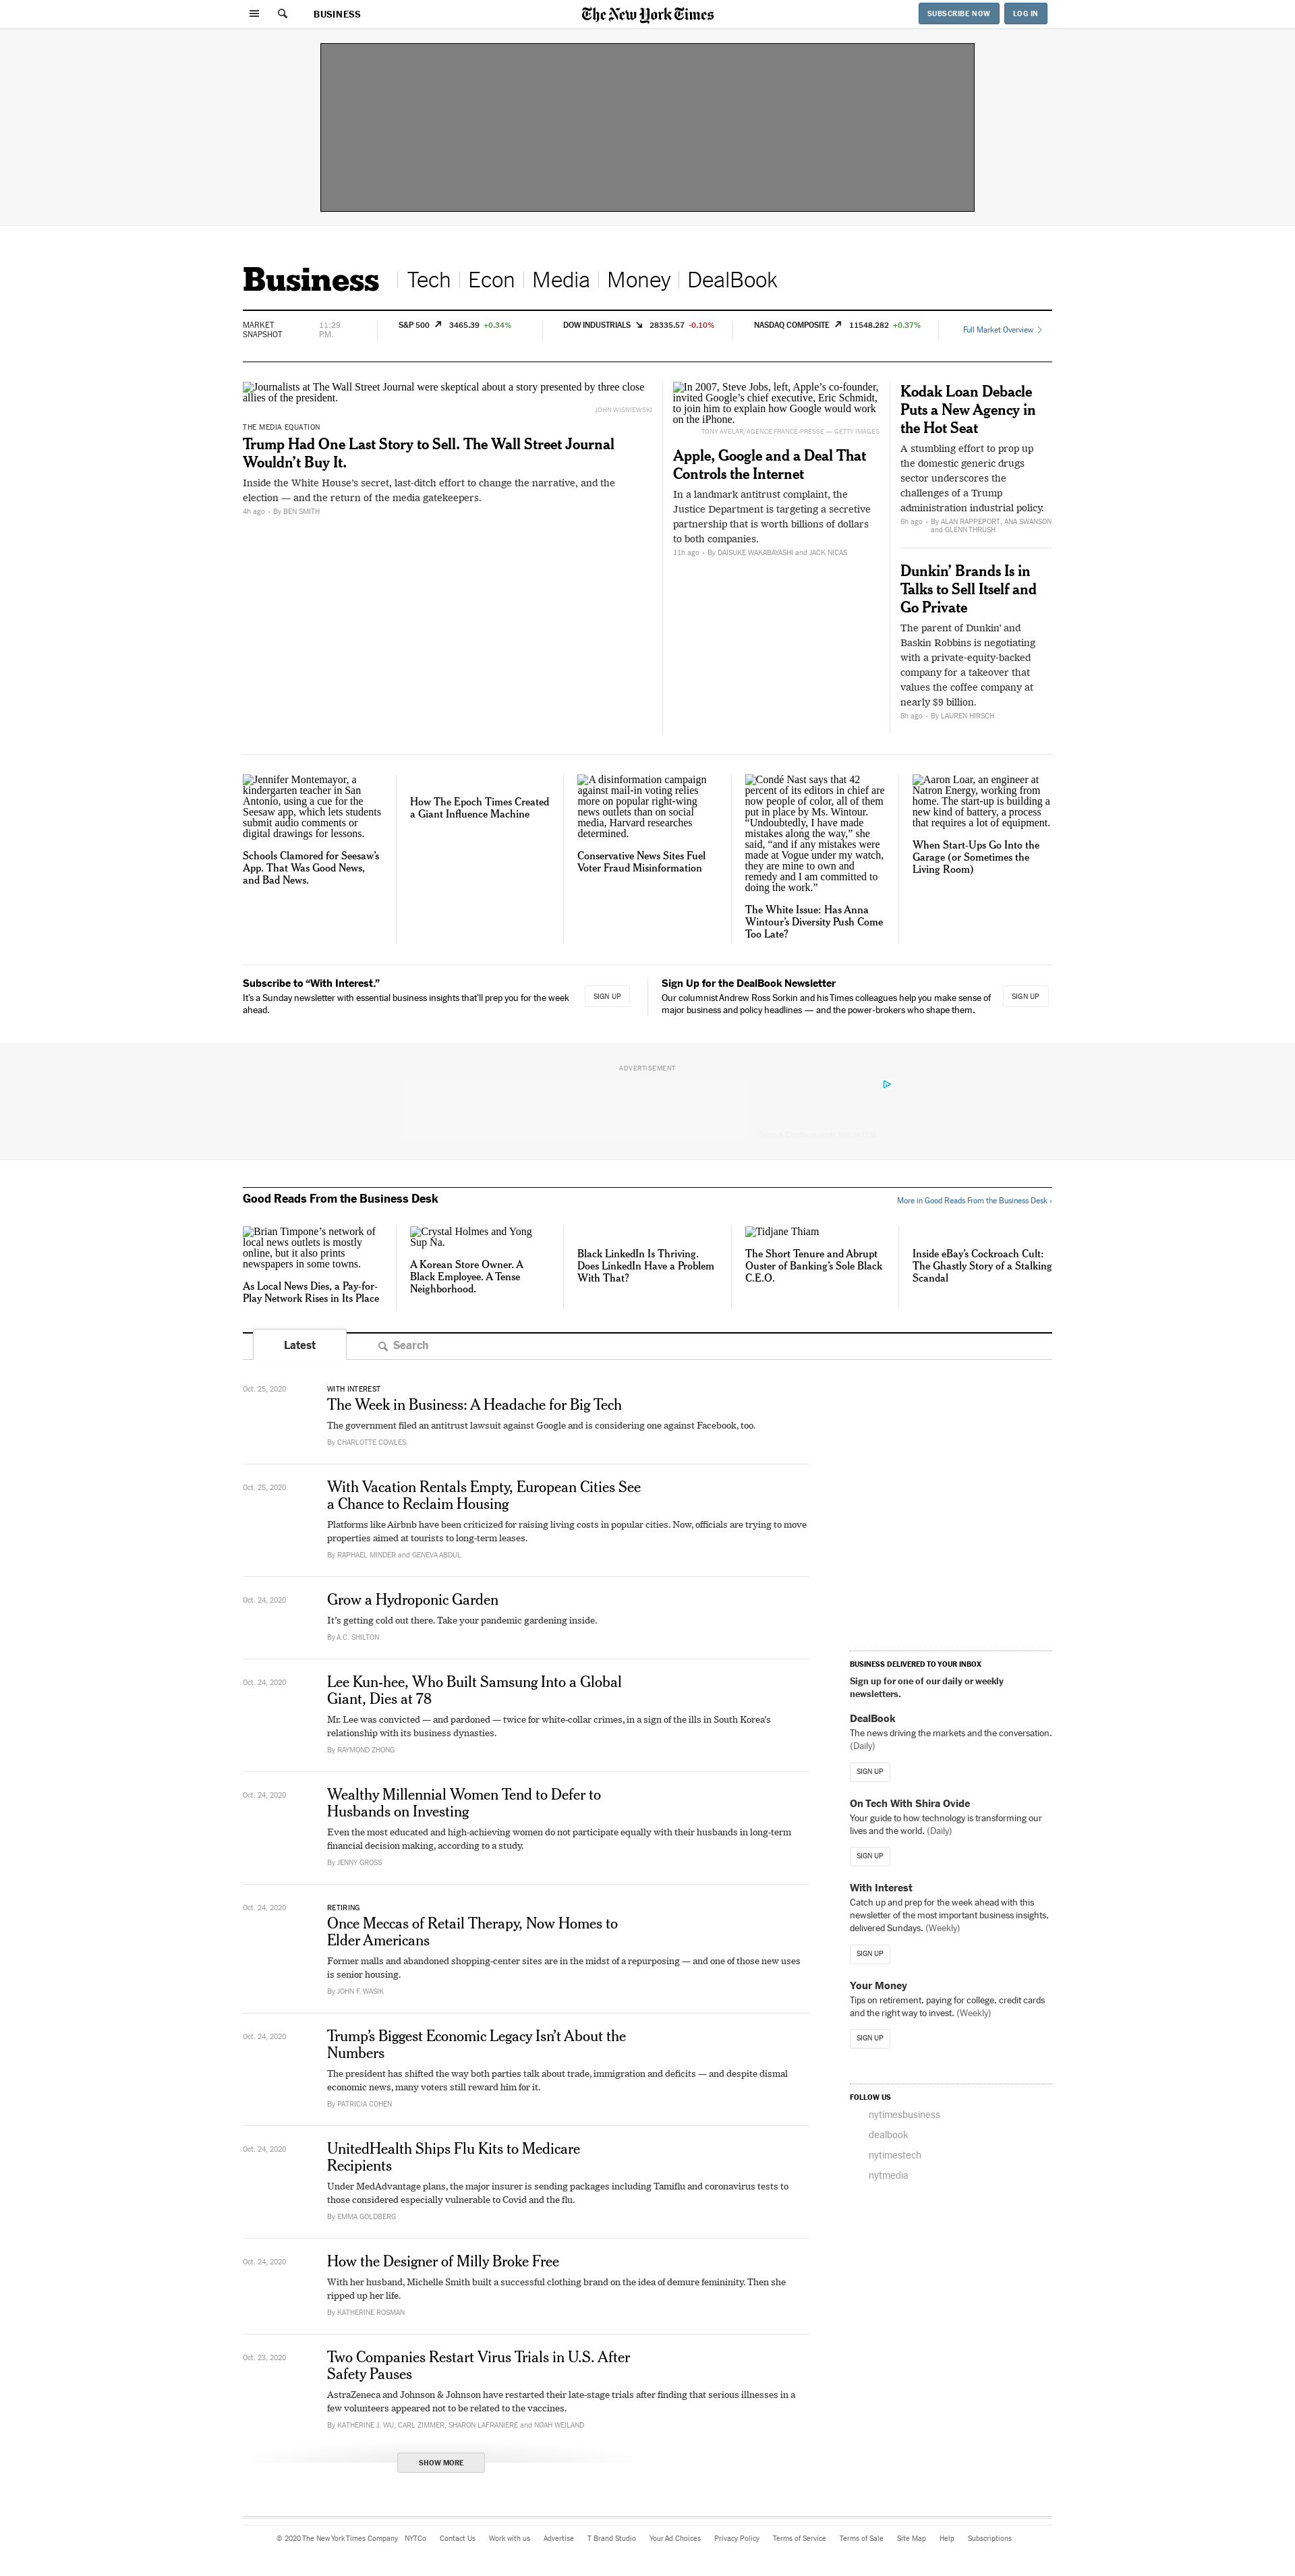 BUSINESS
The New York Times
SUBSCRIBE NOW
LOG IN
Business
Tech
Econ
Media
Money
DealBook
MARKET
SNAPSHOT
11:29
P.M.
S&P 500 3465.39 +0.34%
DOW INDUSTRIALS 28335.57 -0.10%
NASDAQ COMPOSITE 11548.282 +0.37%
Full Market Overview
Journalists at The Wall Street Journal were skeptical about a story presented by three close
allies of the president.
JOHN WISNIEWSKI
THE MEDIA EQUATION
Trump Had One Last Story to Sell. The Wall Street Journal
Wouldn’t Buy It.
Inside the White House’s secret, last-ditch effort to change the narrative, and the
election — and the return of the media gatekeepers.
4h ago • By BEN SMITH
In 2007, Steve Jobs, left, Apple’s co-founder,
invited Google’s chief executive, Eric Schmidt,
to join him to explain how Google would work
on the iPhone.
TONY AVELAR/AGENCE FRANCE-PRESSE — GETTY IMAGES
Apple, Google and a Deal That
Controls the Internet
In a landmark antitrust complaint, the
Justice Department is targeting a secretive
partnership that is worth billions of dollars
to both companies.
11h ago • By DAISUKE WAKABAYASHI and JACK NICAS
Kodak Loan Debacle
Puts a New Agency in
the Hot Seat
A stumbling effort to prop up
the domestic generic drugs
sector underscores the
challenges of a Trump
administration industrial policy.
6h ago • By ALAN RAPPEPORT, ANA SWANSON
and GLENN THRUSH
Dunkin’ Brands Is in
Talks to Sell Itself and
Go Private
The parent of Dunkin’ and
Baskin Robbins is negotiating
with a private-equity-backed
company for a takeover that
values the coffee company at
nearly $9 billion.
8h ago • By LAUREN HIRSCH
Jennifer Montemayor, a
kindergarten teacher in San
Antonio, using a cue for the
Seesaw app, which lets students
submit audio comments or
digital drawings for lessons.
Schools Clamored for Seesaw’s
App. That Was Good News,
and Bad News.
How The Epoch Times Created
a Giant Influence Machine
A disinformation campaign
against mail-in voting relies
more on popular right-wing
news outlets than on social
media, Harvard researches
determined.
Conservative News Sites Fuel
Voter Fraud Misinformation
Condé Nast says that 42
percent of its editors in chief are
now people of color, all of them
put in place by Ms. Wintour.
“Undoubtedly, I have made
mistakes along the way,” she
said, “and if any mistakes were
made at Vogue under my watch,
they are mine to own and
remedy and I am committed to
doing the work.”
The White Issue: Has Anna
Wintour’s Diversity Push Come
Too Late?
Aaron Loar, an engineer at
Natron Energy, working from
home. The start-up is building a
new kind of battery, a process
that requires a lot of equipment.
When Start-Ups Go Into the
Garage (or Sometimes the
Living Room)
Subscribe to “With Interest.”
It’s a Sunday newsletter with essential business insights that’ll prep you for the week
ahead.
SIGN UP
Sign Up for the DealBook Newsletter
Our columnist Andrew Ross Sorkin and his Times colleagues help you make sense of
major business and policy headlines — and the power-brokers who shape them.
SIGN UP
ADVERTISEMENT
Good Reads From the Business Desk
More in Good Reads From the Business Desk ›
Brian Timpone’s network of
local news outlets is mostly
online, but it also prints
newspapers in some towns.
As Local News Dies, a Pay-for-
Play Network Rises in Its Place
Crystal Holmes and Yong
Sup Na.
A Korean Store Owner. A
Black Employee. A Tense
Neighborhood.
Black LinkedIn Is Thriving.
Does LinkedIn Have a Problem
With That?
Tidjane Thiam
The Short Tenure and Abrupt
Ouster of Banking’s Sole Black
C.E.O.
Inside eBay’s Cockroach Cult:
The Ghastly Story of a Stalking
Scandal
Latest
Search
Oct. 25, 2020
WITH INTEREST
The Week in Business: A Headache for Big Tech
The government filed an antitrust lawsuit against Google and is considering one against Facebook, too.
By CHARLOTTE COWLES
Oct. 25, 2020
With Vacation Rentals Empty, European Cities See
a Chance to Reclaim Housing
Platforms like Airbnb have been criticized for raising living costs in popular cities. Now, officials are trying to move
properties aimed at tourists to long-term leases.
By RAPHAEL MINDER and GENEVA ABDUL
Oct. 24, 2020
Grow a Hydroponic Garden
It’s getting cold out there. Take your pandemic gardening inside.
By A.C. SHILTON
Oct. 24, 2020
Lee Kun-hee, Who Built Samsung Into a Global
Giant, Dies at 78
Mr. Lee was convicted — and pardoned — twice for white-collar crimes, in a sign of the ills in South Korea’s
relationship with its business dynasties.
By RAYMOND ZHONG
Oct. 24, 2020
Wealthy Millennial Women Tend to Defer to
Husbands on Investing
Even the most educated and high-achieving women do not participate equally with their husbands in long-term
financial decision making, according to a study.
By JENNY GROSS
Oct. 24, 2020
RETIRING
Once Meccas of Retail Therapy, Now Homes to
Elder Americans
Former malls and abandoned shopping-center sites are in the midst of a repurposing — and one of those new uses
is senior housing.
By JOHN F. WASIK
Oct. 24, 2020
Trump’s Biggest Economic Legacy Isn’t About the
Numbers
The president has shifted the way both parties talk about trade, immigration and deficits — and despite dismal
economic news, many voters still reward him for it.
By PATRICIA COHEN
Oct. 24, 2020
UnitedHealth Ships Flu Kits to Medicare
Recipients
Under MedAdvantage plans, the major insurer is sending packages including Tamiflu and coronavirus tests to
those considered especially vulnerable to Covid and the flu.
By EMMA GOLDBERG
Oct. 24, 2020
How the Designer of Milly Broke Free
With her husband, Michelle Smith built a successful clothing brand on the idea of demure femininity. Then she
ripped up her life.
By KATHERINE ROSMAN
Oct. 23, 2020
Two Companies Restart Virus Trials in U.S. After
Safety Pauses
AstraZeneca and Johnson & Johnson have restarted their late-stage trials after finding that serious illnesses in a
few volunteers appeared not to be related to the vaccines.
By KATHERINE J. WU, CARL ZIMMER, SHARON LAFRANIERE and NOAH WEILAND
SHOW MORE
BUSINESS DELIVERED TO YOUR INBOX
Sign up for one of our daily or weekly
newsletters.
DealBook
The news driving the markets and the conversation.
(Daily)
SIGN UP
On Tech With Shira Ovide
Your guide to how technology is transforming our
lives and the world. (Daily)
SIGN UP
With Interest
Catch up and prep for the week ahead with this
newsletter of the most important business insights,
delivered Sundays. (Weekly)
SIGN UP
Your Money
Tips on retirement, paying for college, credit cards
and the right way to invest. (Weekly)
SIGN UP
FOLLOW US
nytimesbusiness
dealbook
nytimestech
nytmedia
© 2020 The New York Times Company
NYTCo
Contact Us
Work with us
Advertise
T Brand Studio
Your Ad Choices
Privacy Policy
Terms of Service
Terms of Sale
Site Map
Help
Subscriptions